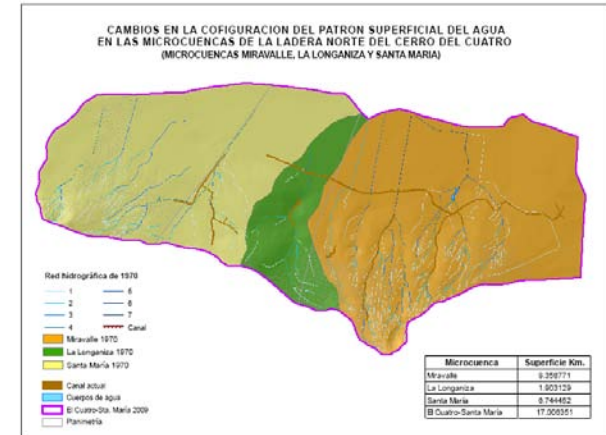 CAMBIOS EN LA COFIGURACION DEL PATRON SUPERFICIAL DEL AGUA
EN LAS MICROCUENCAS DE LA LADERA NORTE DEL CERRO DEL CUATRO
(MICROCUENCAS MIRAVALLE, LA LONGANIZA Y SANTA MARIA)
Red hidrográfica de 1970
1 5
2 6
3 7
4 Canal
Miravalle 1970
La Longaniza 1970
Santa María 1970
Canal actual
Cuerpos de agua
El Cuatro-Sta. María 2009
Planimetría
Microcuenca Superficie Km.
Miravalle 9.358771
La Longaniza 1.903129
Santa María 6.744452
El Cuatro-Santa María 17.006351